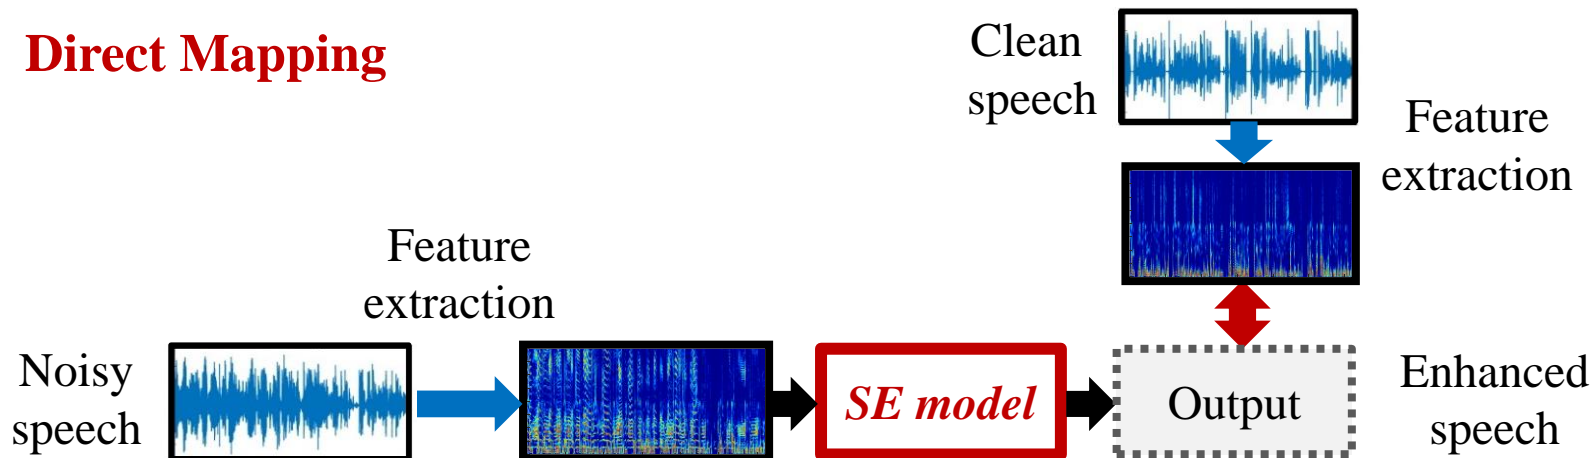 Direct Mapping
Clean
speech
Feature
extraction
Feature
extraction
Noisy
speech
SE model
Output
Enhanced
speech